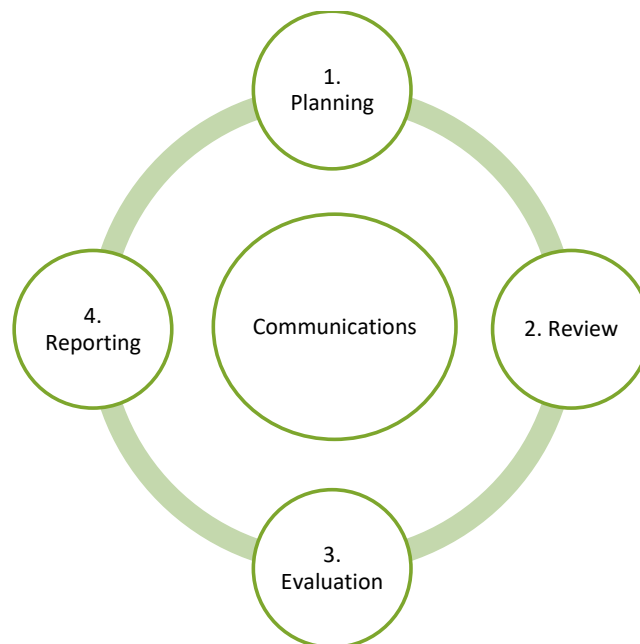 1.
Planning
4.
Reporting
Communications
2. Review
3.
Evaluation